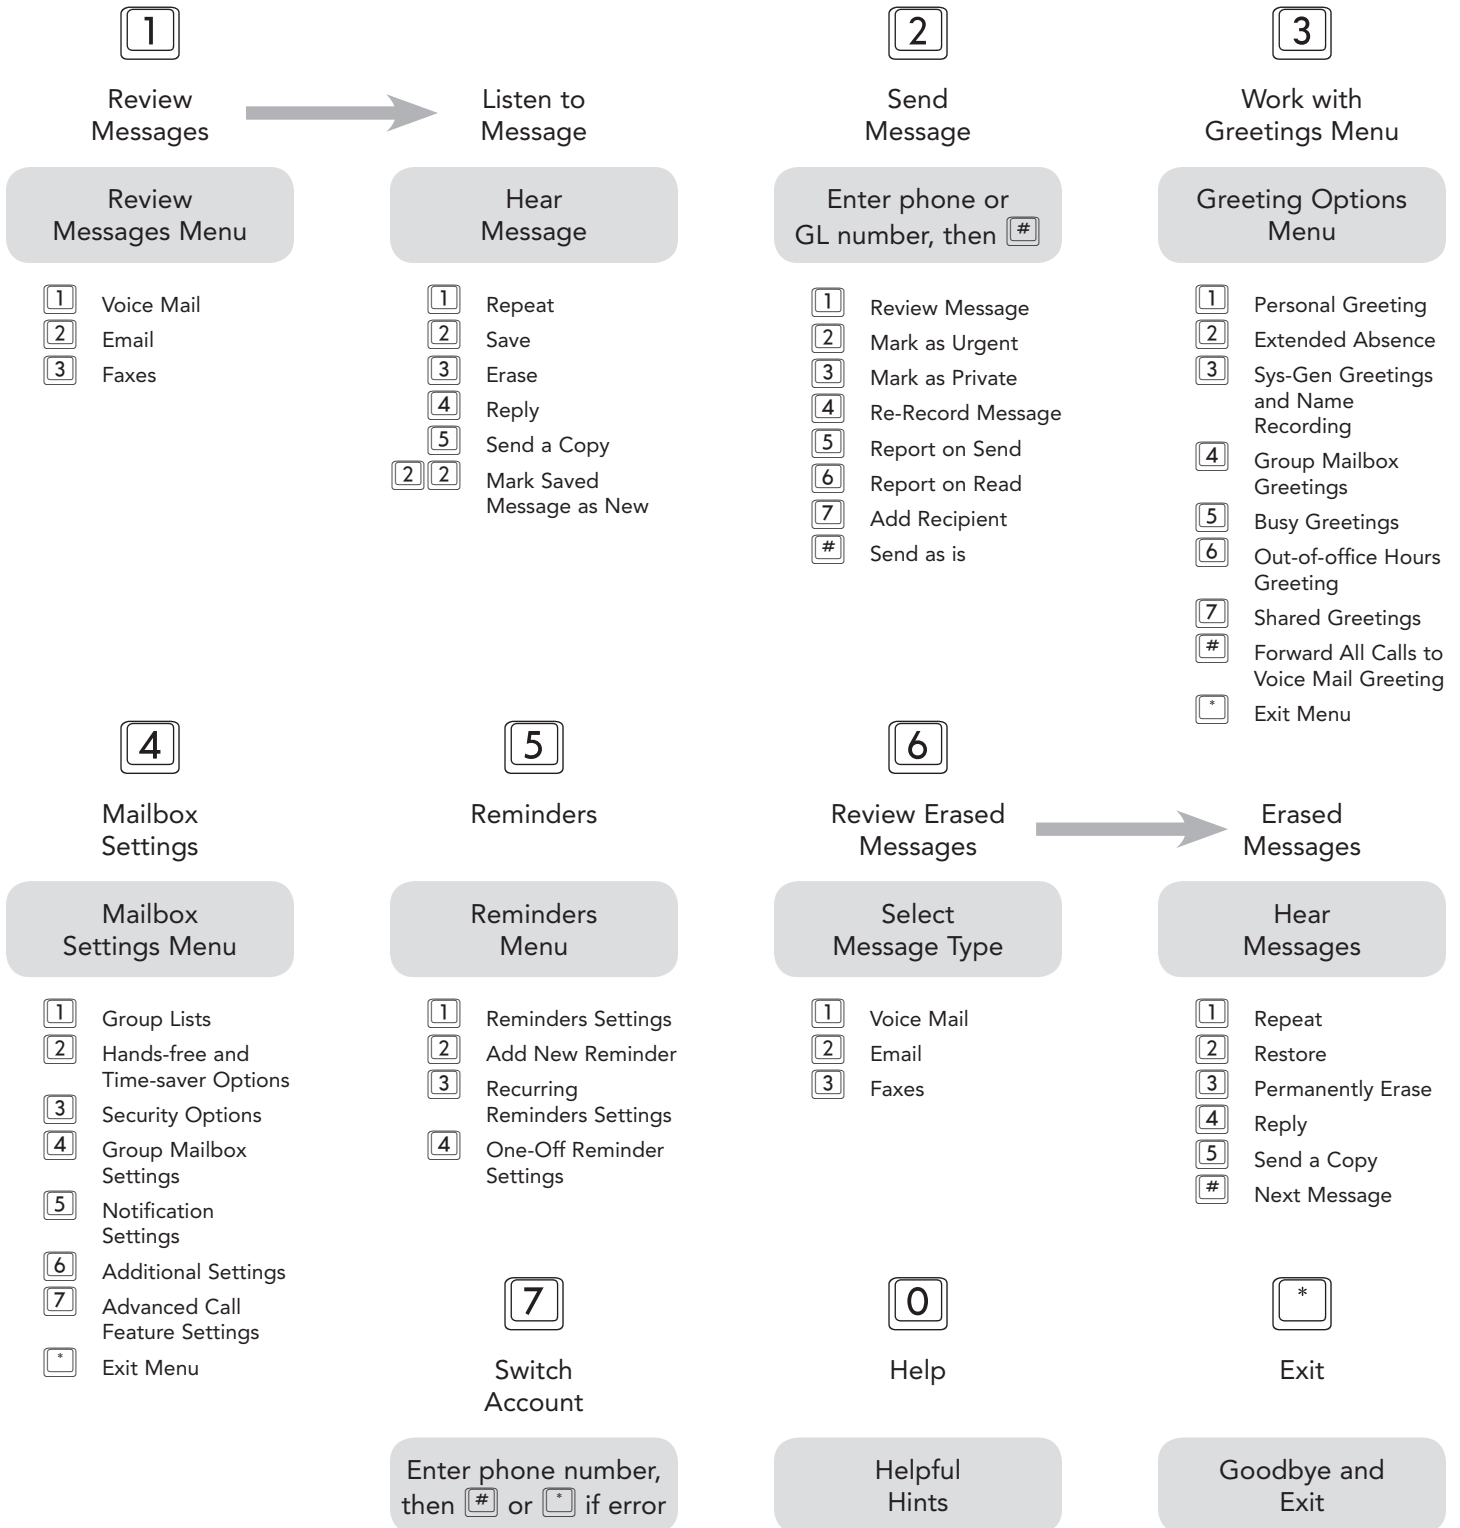 1
Review
Messages
Review
Messages Menu
1 Voice Mail
2 Email
3 Faxes
Listen to
Message
Hear
Message
1 Repeat
2 Save
3 Erase
4 Reply
5 Send a Copy
2 2 Mark Saved
Message as New
2
Send
Message
Enter phone or
GL number, then #
1 Review Message
2 Mark as Urgent
3 Mark as Private
4 Re-Record Message
5 Report on Send
6 Report on Read
7 Add Recipient
# Send as is
3
Work with
Greetings Menu
Greeting Options
Menu
1 Personal Greeting
2 Extended Absence
3 Sys-Gen Greetings
and Name
Recording
4 Group Mailbox
Greetings
5 Busy Greetings
6 Out-of-office Hours
Greeting
7 Shared Greetings
# Forward All Calls to
Voice Mail Greeting
* Exit Menu
4
Mailbox
Settings
Mailbox
Settings Menu
1 Group Lists
2 Hands-free and
Time-saver Options
3 Security Options
4 Group Mailbox
Settings
5 Notification
Settings
6 Additional Settings
7 Advanced Call
Feature Settings
* Exit Menu
5
Reminders
Reminders
Menu
1 Reminders Settings
2 Add New Reminder
3 Recurring
Reminders Settings
4 One-Off Reminder
Settings
6
Review Erased
Messages
Select
Message Type
1 Voice Mail
2 Email
3 Faxes
Erased
Messages
Hear
Messages
1 Repeat
2 Restore
3 Permanently Erase
4 Reply
5 Send a Copy
# Next Message
7
Switch
Account
Enter phone number,
then # or * if error
0
Help
Helpful
Hints
*
Exit
Goodbye and
Exit